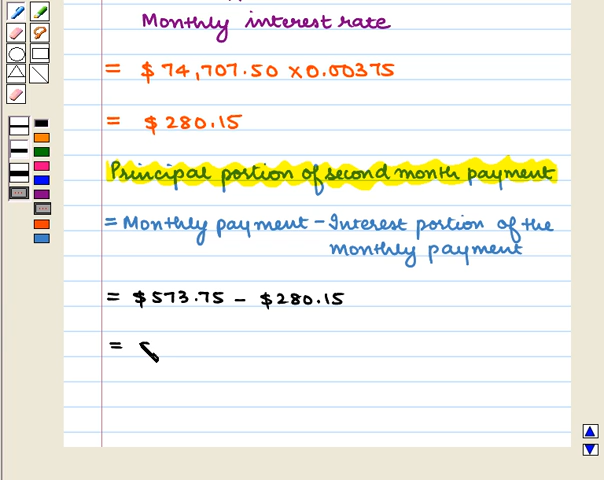 Monthly interest rate
= $74,707.50 ×0.00375
= $280.15
Principal portion of second month payment
= Monthly payment – Interest portion of the
monthly payment
= $573.75 – $280.15
=